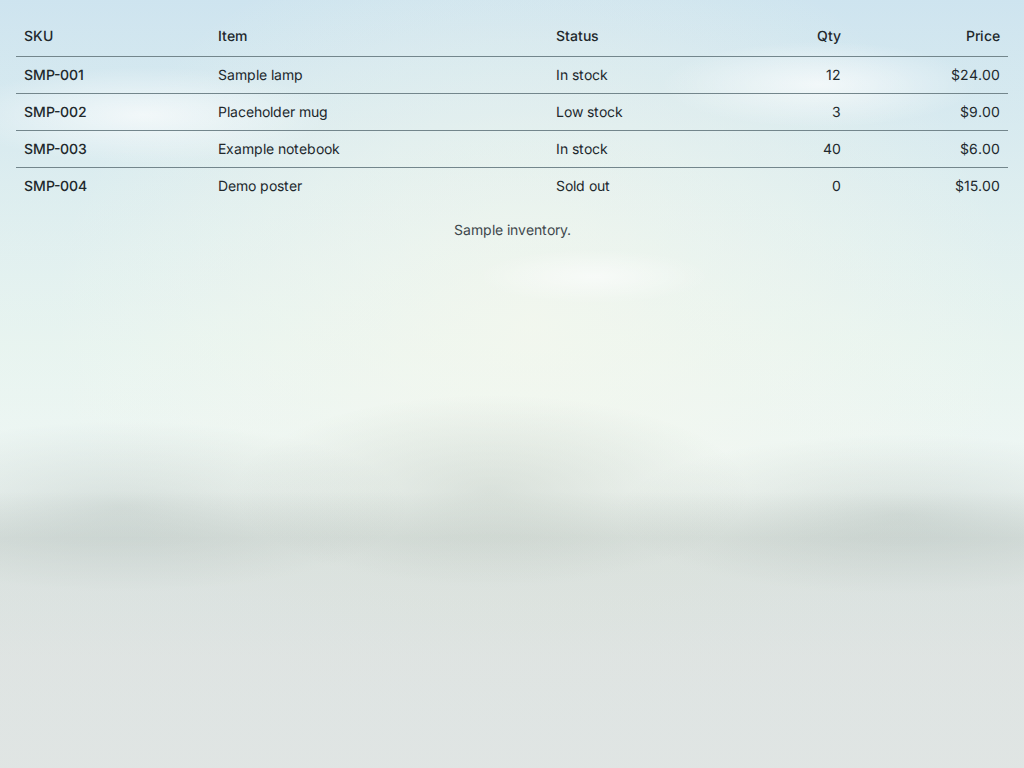 SKU Item Status Qty Price
SMP-001 Sample lamp In stock 12 $24.00
SMP-002 Placeholder mug Low stock 3 $9.00
SMP-003 Example notebook In stock 40 $6.00
SMP-004 Demo poster Sold out 0 $15.00
Sample inventory.